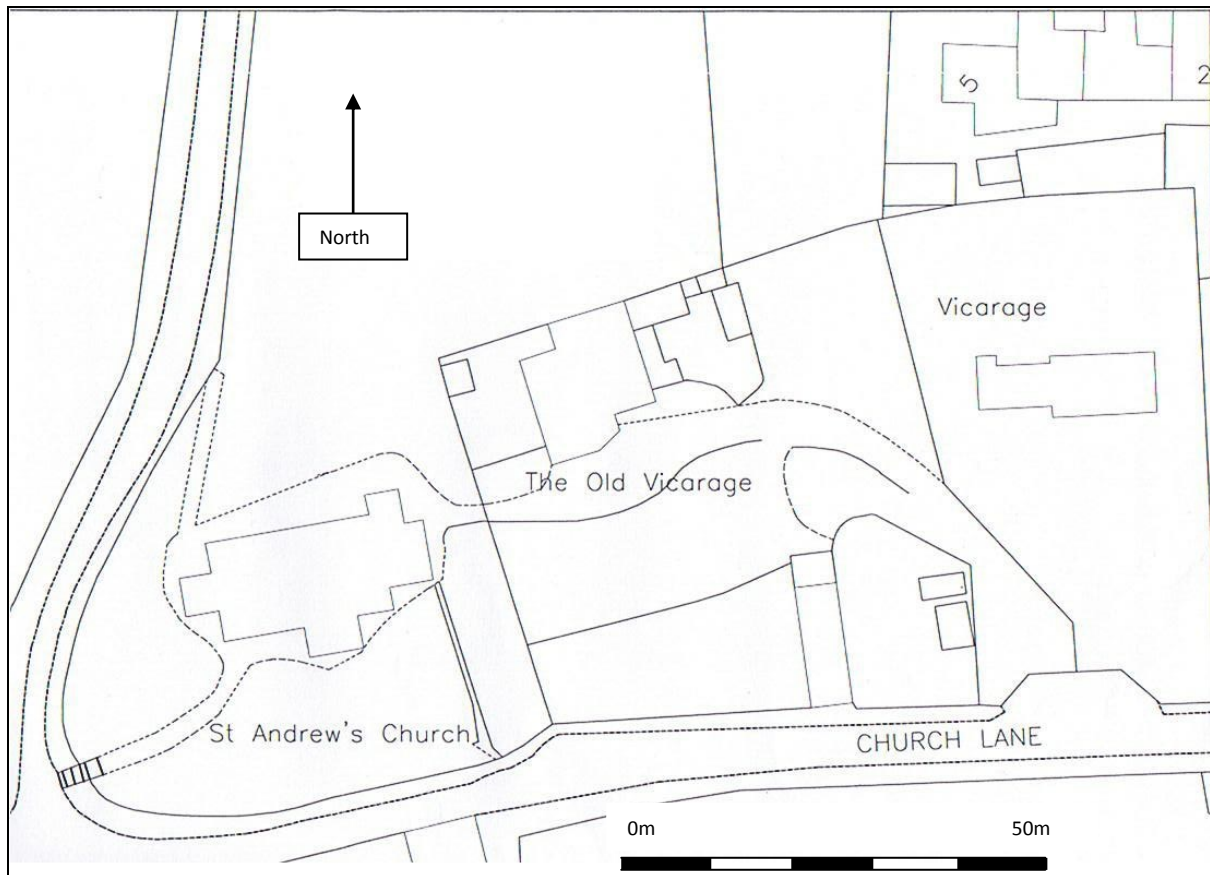 5
2
North
Vicarage
The Old Vicarage
St Andrew's Church
CHURCH LANE
0m
50m